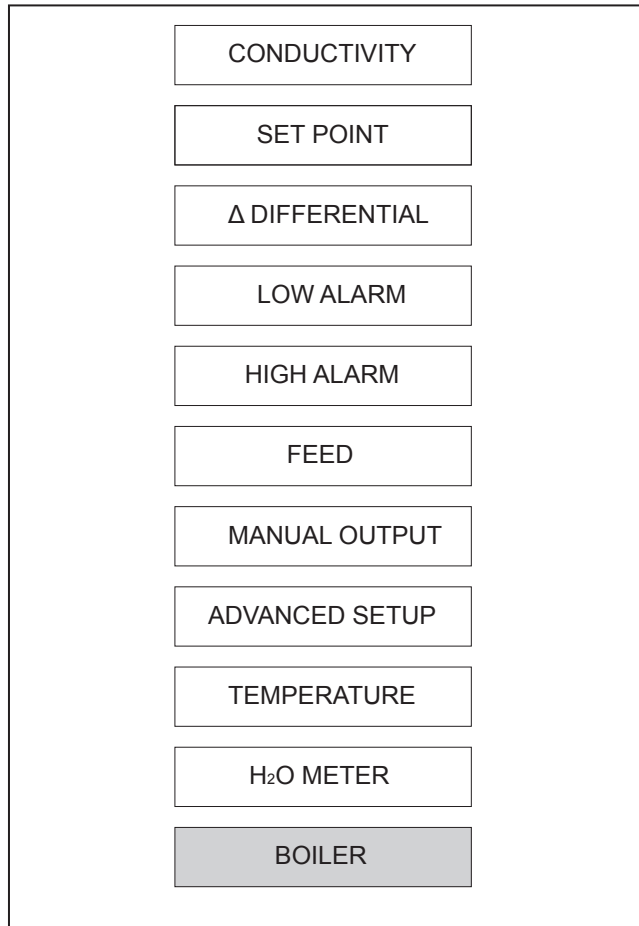 CONDUCTIVITY
SET POINT
Δ DIFFERENTIAL
LOW ALARM
HIGH ALARM
FEED
MANUAL OUTPUT
ADVANCED SETUP
TEMPERATURE
H₂O METER
BOILER